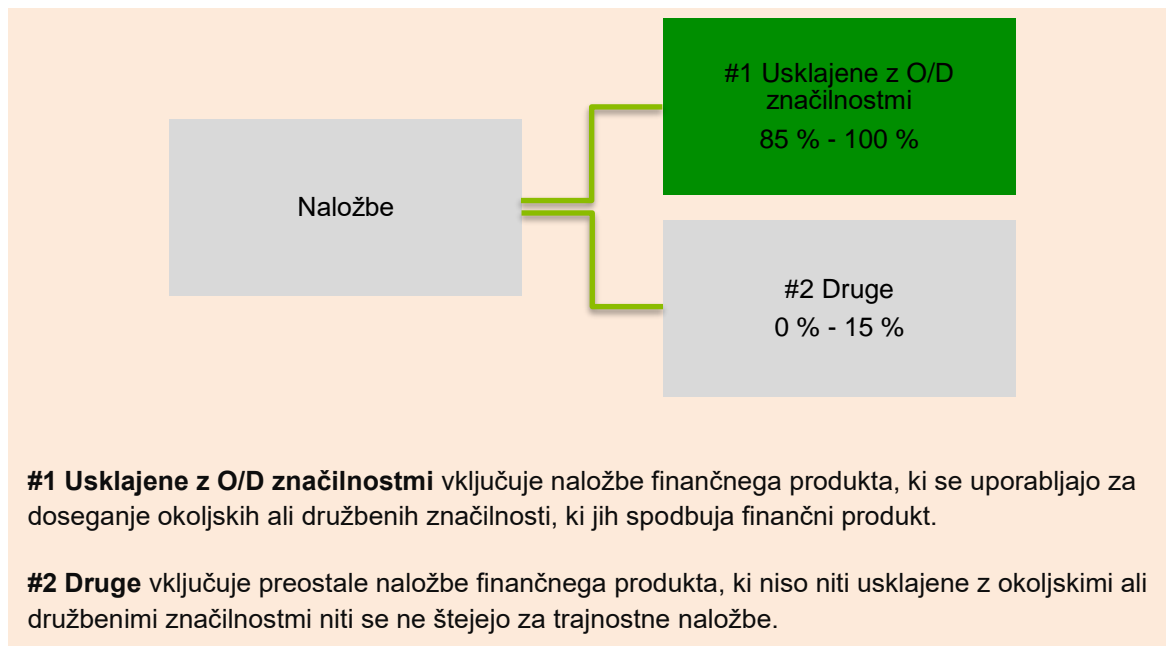 #1 Usklajene z O/D
značilnostmi
85 % - 100 %
Naložbe
#2 Druge
0 % - 15 %
#1 Usklajene z O/D značilnostmi vključuje naložbe finančnega produkta, ki se uporabljajo za
doseganje okoljskih ali družbenih značilnosti, ki jih spodbuja finančni produkt.
#2 Druge vključuje preostale naložbe finančnega produkta, ki niso niti usklajene z okoljskimi ali
družbenimi značilnostmi niti se ne štejejo za trajnostne naložbe.